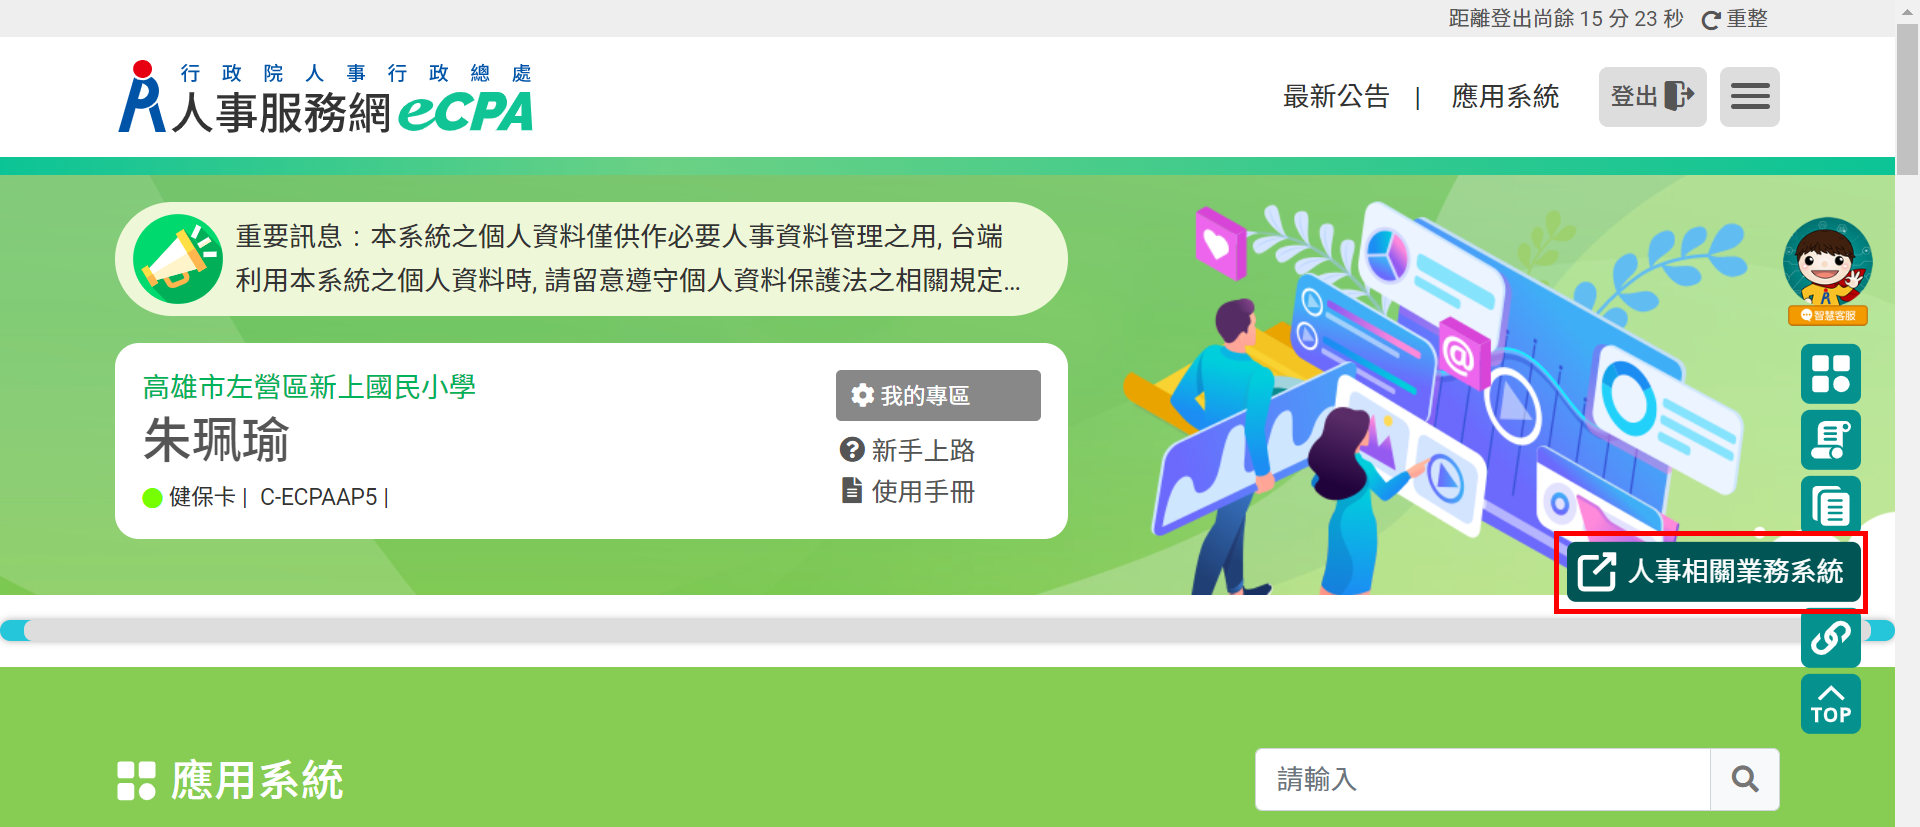 距離登出尚餘 15 分 23 秒 重整
行政院人事行政總處
人事服務網 eCPA
最新公告 | 應用系統 登出
重要訊息：本系統之個人資料僅供作必要人事資料管理之用, 台端
利用本系統之個人資料時, 請留意遵守個人資料保護法之相關規定...
智慧客服
高雄市左營區新上國民小學
朱珮瑜
健保卡 | C-ECPAAP5 |
我的專區
新手上路
使用手冊
人事相關業務系統
TOP
應用系統
請輸入